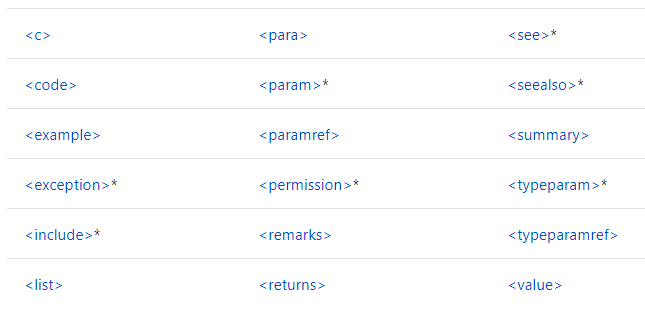 <c> <para> <see>*
<code> <param>* <seealso>*
<example> <paramref> <summary>
<exception>* <permission>* <typeparam>*
<include>* <remarks> <typeparamref>
<list> <returns> <value>